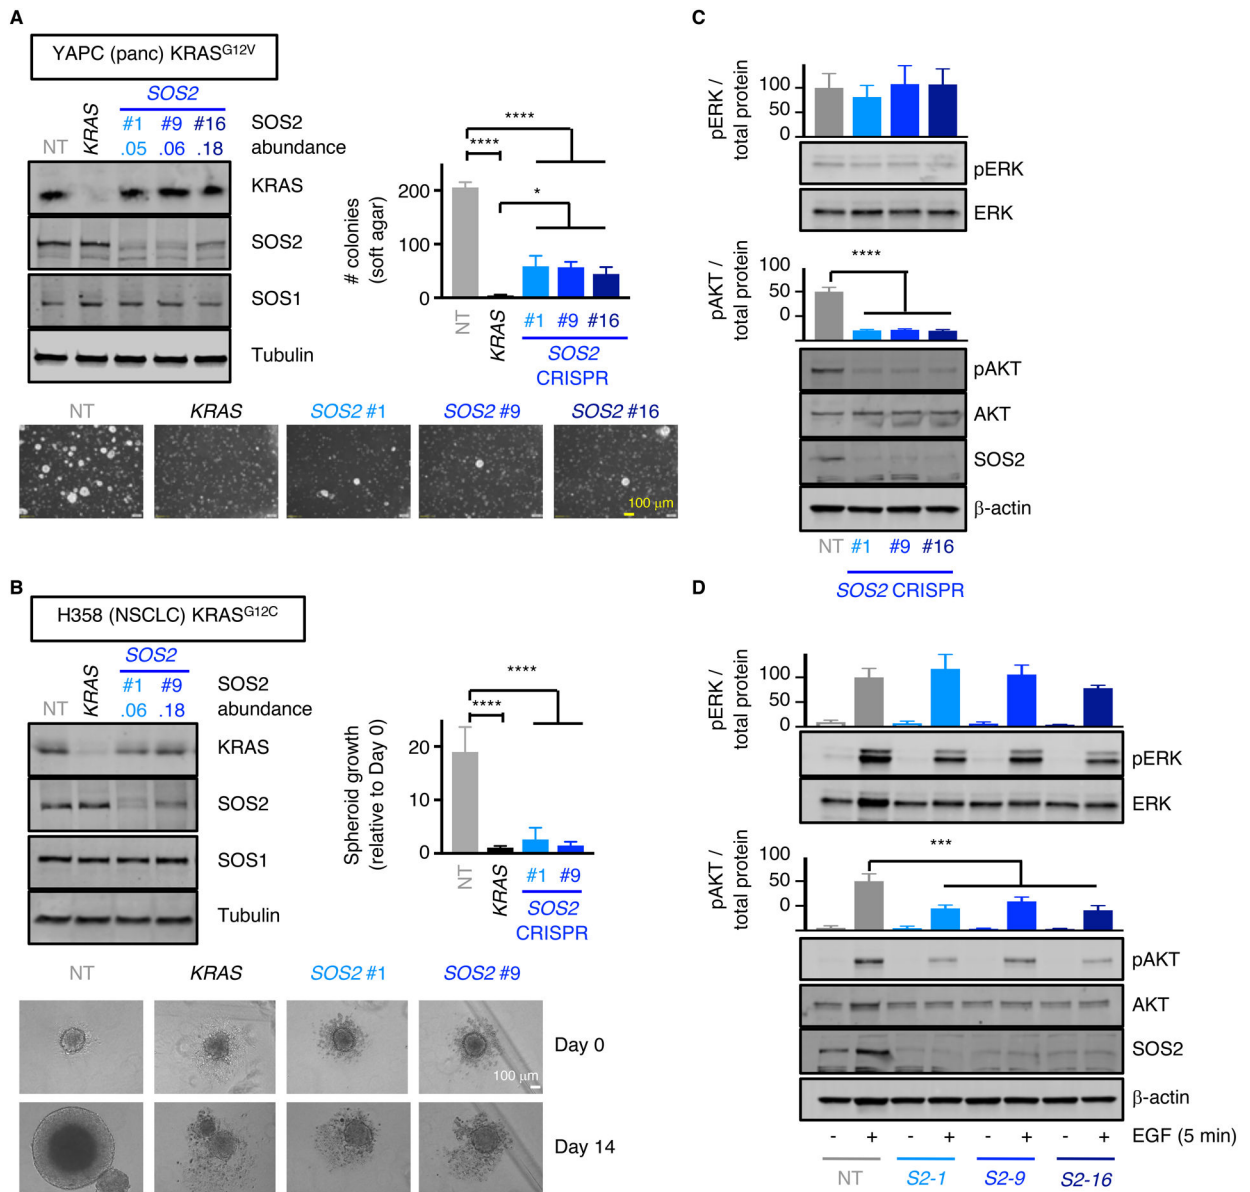 A
YAPC (panc) KRASG12V
SOS2
#1 #9 #16 SOS2
NT KRAS .05 .06 .18 abundance
KRAS
SOS2
SOS1
Tubulin
# colonies
(soft agar)
200
100
0
****
****
*
NT KRAS #1 #9 #16
SOS2
CRISPR
NT KRAS SOS2 #1 SOS2 #9 SOS2 #16
100 μm
B
H358 (NSCLC) KRASG12C
SOS2
#1 #9 SOS2
NT KRAS .06 .18 abundance
KRAS
SOS2
SOS1
Tubulin
Spheroid growth
(relative to Day 0)
20
10
0
****
****
NT KRAS #1 #9
SOS2
CRISPR
NT KRAS SOS2 #1 SOS2 #9
Day 0
100 μm
Day 14
C
pERK /
total protein
100
50
0
pERK
ERK
pAKT /
total protein
100
50
0
****
pAKT
AKT
SOS2
β-actin
NT #1 #9 #16
SOS2 CRISPR
D
pERK /
total protein
100
50
0
pERK
ERK
pAKT /
total protein
100
50
0
***
pAKT
AKT
SOS2
β-actin
- + - + - + - + EGF (5 min)
NT S2-1 S2-9 S2-16